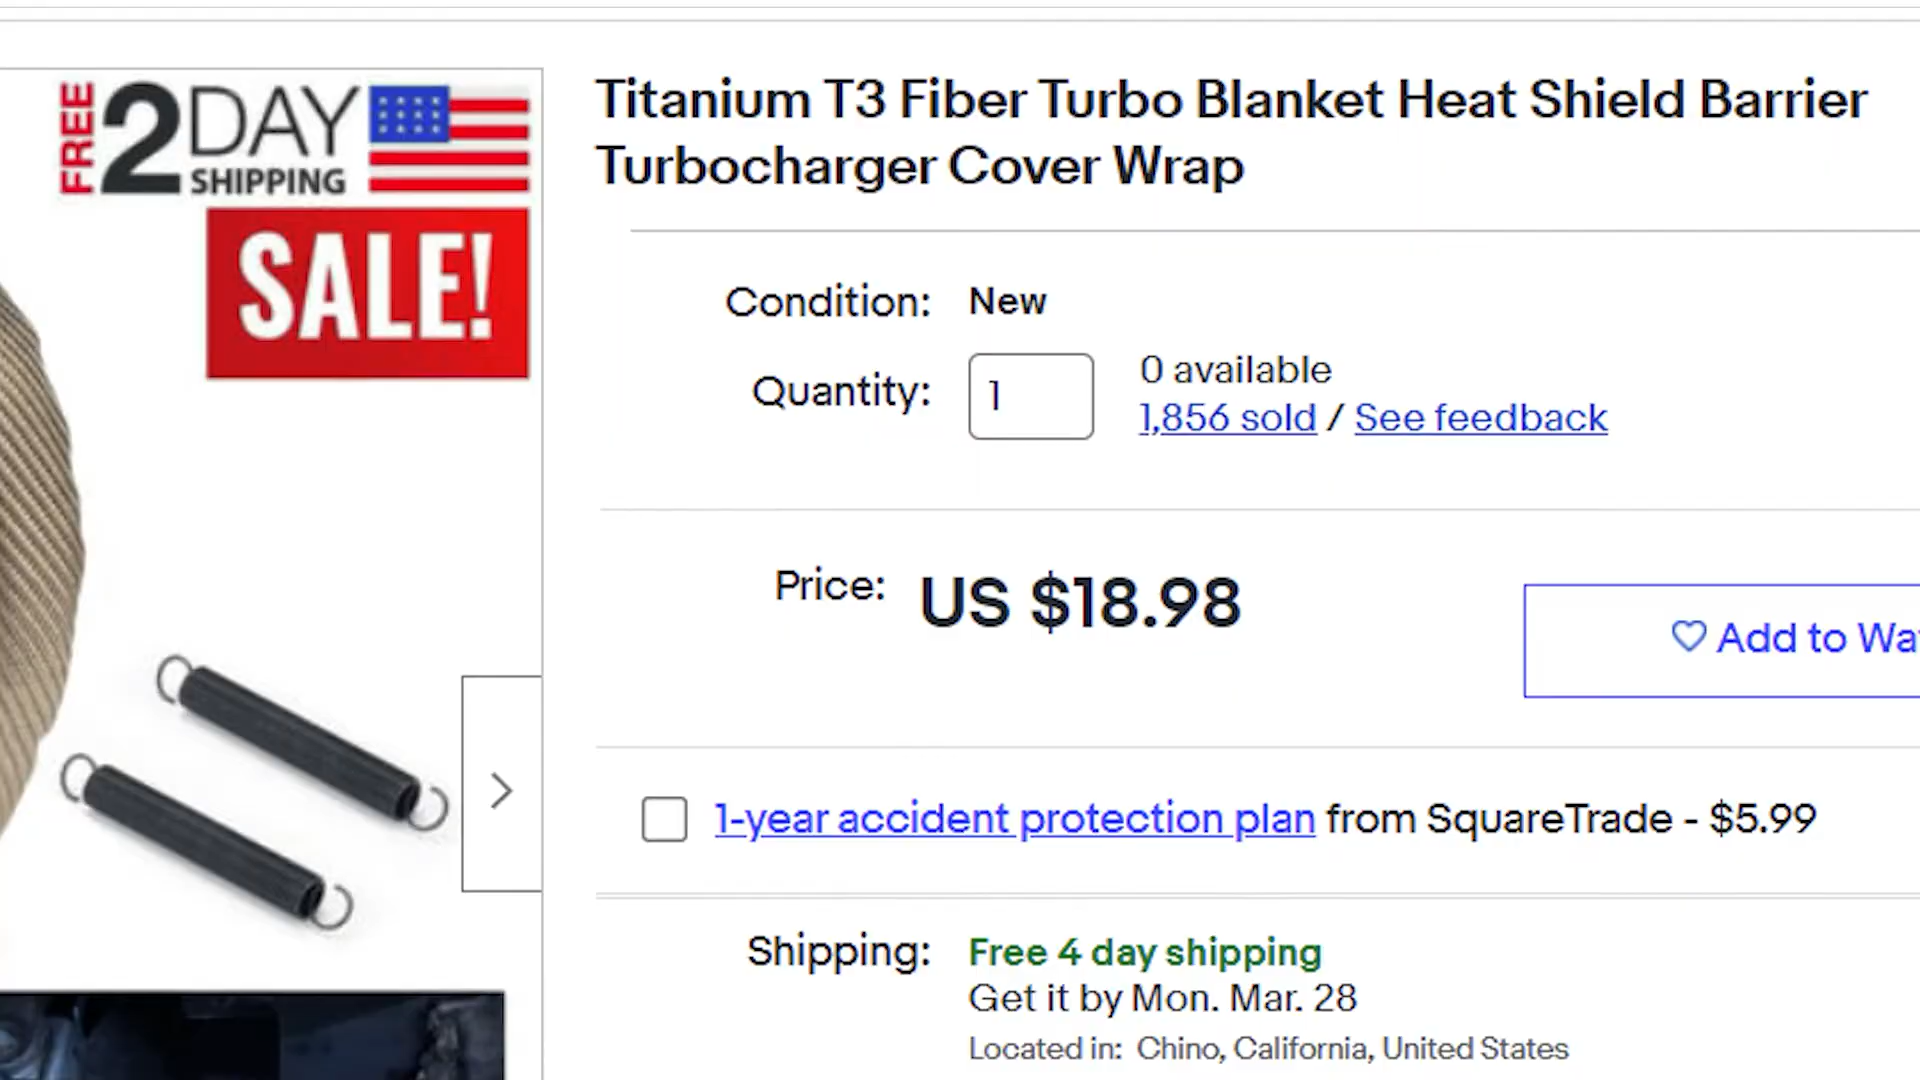 FREE 2 DAY SHIPPING
SALE!
Titanium T3 Fiber Turbo Blanket Heat Shield Barrier
Turbocharger Cover Wrap
Condition: New
Quantity: 1
0 available
1,856 sold / See feedback
Price: US $18.98
Add to Wa
1-year accident protection plan from SquareTrade - $5.99
Shipping: Free 4 day shipping
Get it by Mon. Mar. 28
Located in: Chino, California, United States